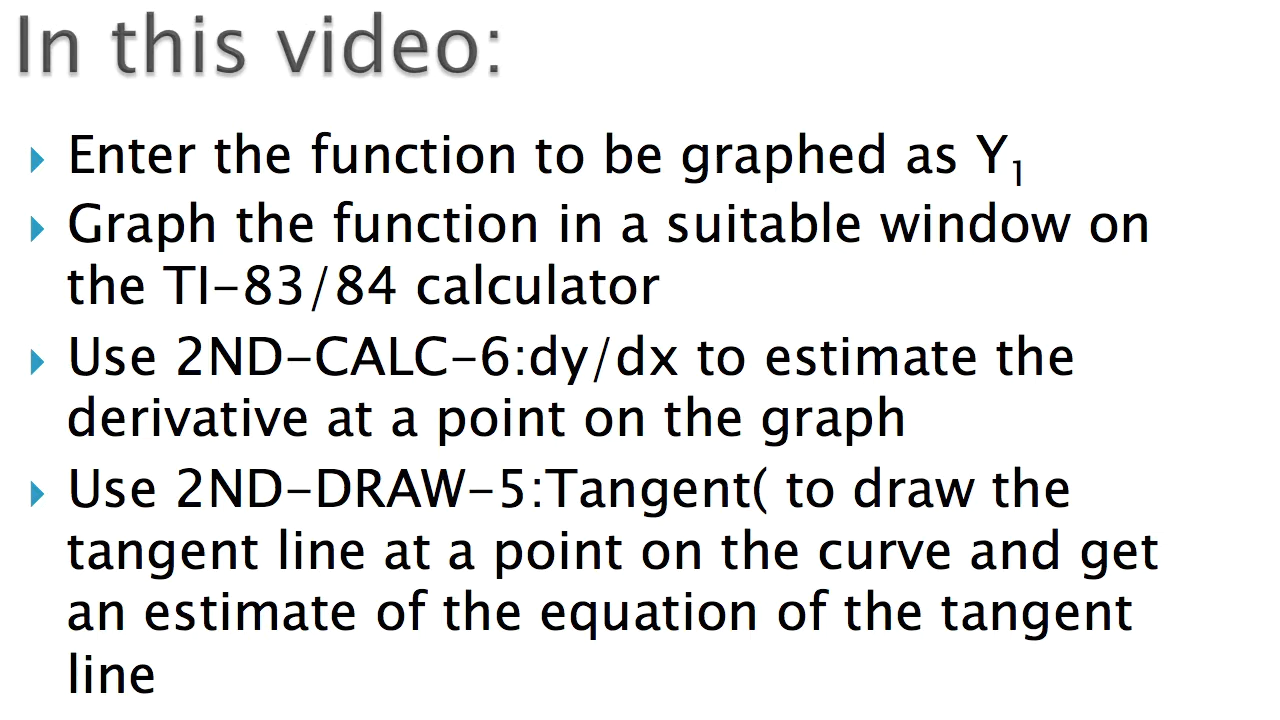 In this video:
Enter the function to be graphed as Y₁
Graph the function in a suitable window on
the TI-83/84 calculator
Use 2ND-CALC-6:dy/dx to estimate the
derivative at a point on the graph
Use 2ND-DRAW-5:Tangent( to draw the
tangent line at a point on the curve and get
an estimate of the equation of the tangent
line